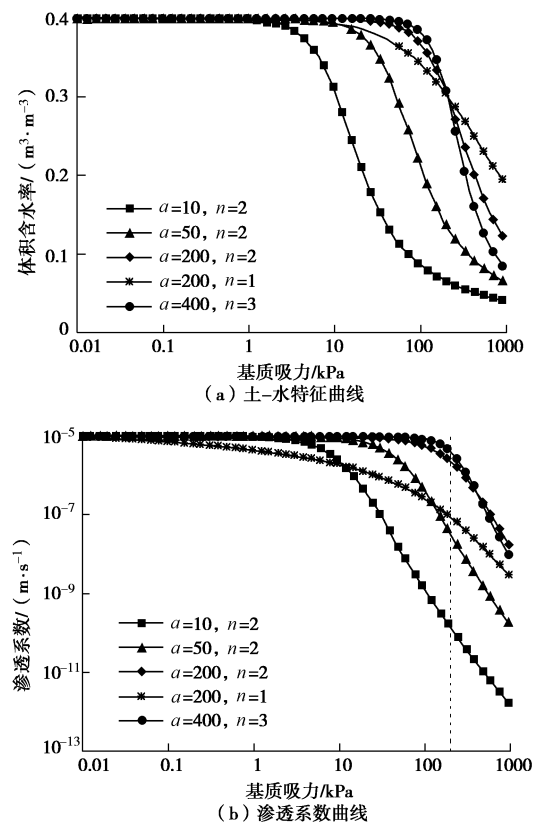 0.4
0.3
0.2
0.1
0
体积含水率/(m³·m⁻³)
a=10, n=2
a=50, n=2
a=200, n=2
a=200, n=1
a=400, n=3
0.01 0.1 1 10 100 1000
基质吸力/kPa
(a)土-水特征曲线
10⁻⁵
10⁻⁷
10⁻⁹
10⁻¹¹
10⁻¹³
渗透系数/(m·s⁻¹)
a=10, n=2
a=50, n=2
a=200, n=2
a=200, n=1
a=400, n=3
0.01 0.1 1 10 100 1000
基质吸力/kPa
(b)渗透系数曲线